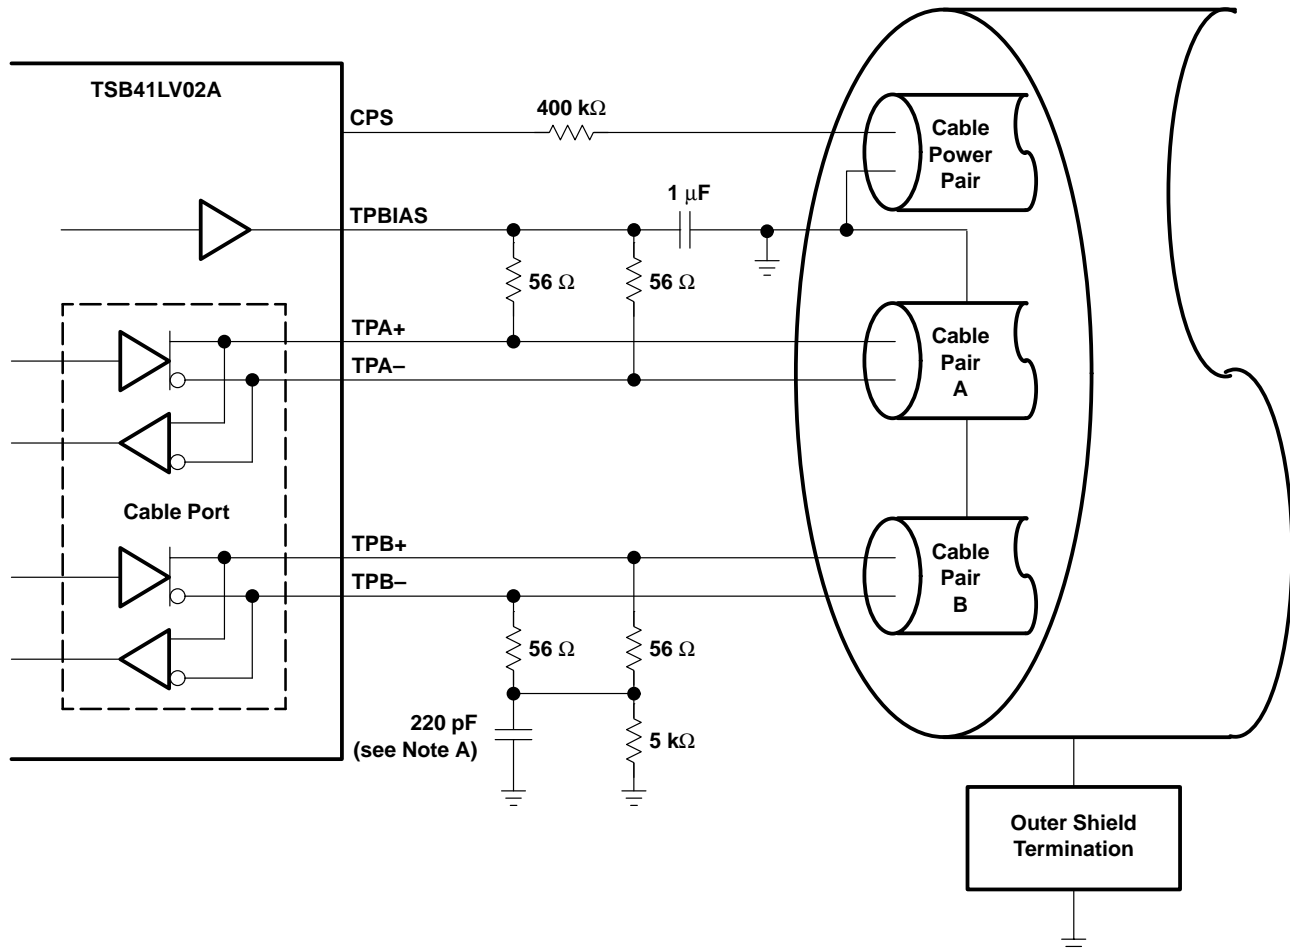 TSB41LV02A
CPS
400 kΩ
Cable
Power
Pair
TPBIAS
1 μF
56 Ω
56 Ω
TPA+
TPA–
Cable
Pair
A
Cable Port
TPB+
TPB–
Cable
Pair
B
56 Ω
56 Ω
220 pF
(see Note A)
5 kΩ
Outer Shield
Termination